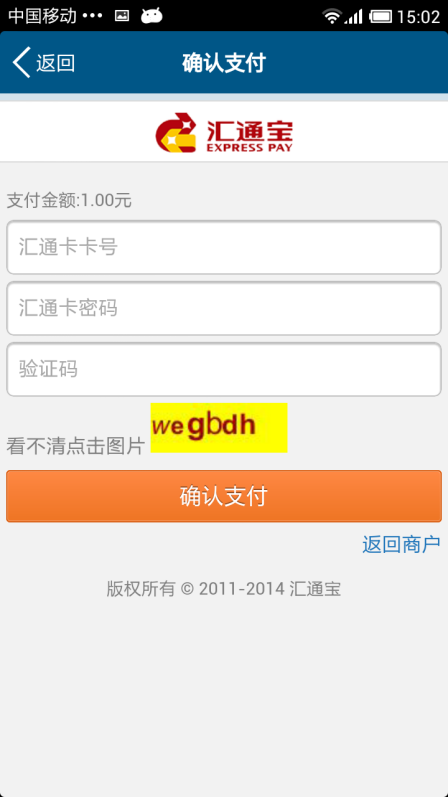 中国移动 ••• 15:02
返回 确认支付
汇通宝
EXPRESS PAY
支付金额:1.00元
汇通卡卡号
汇通卡密码
验证码
看不清点击图片 wegbdh
确认支付
返回商户
版权所有 © 2011-2014 汇通宝